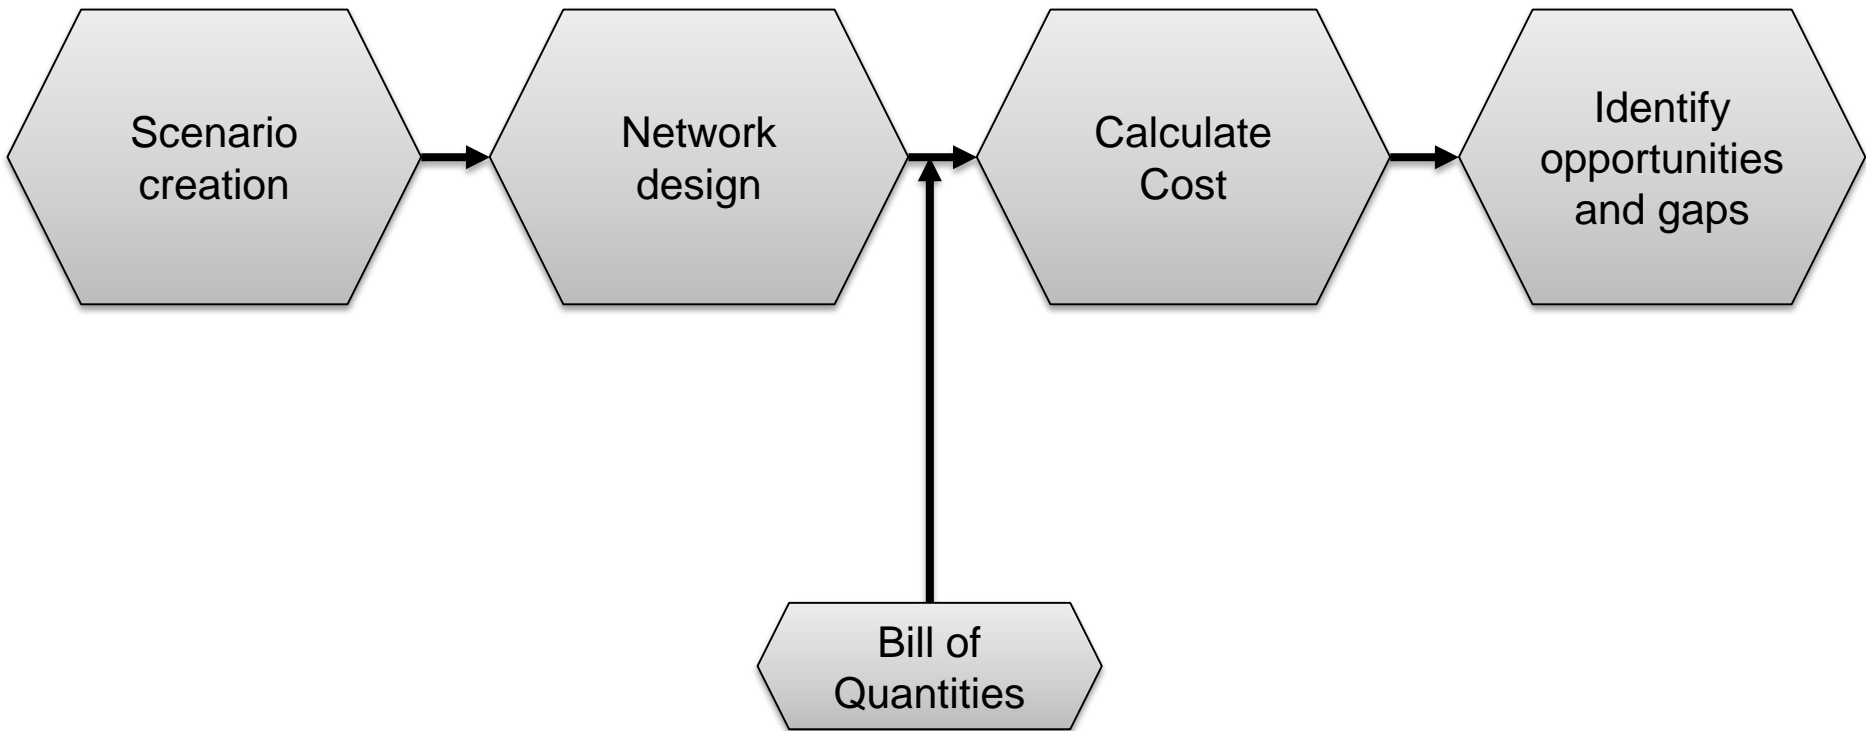 Scenario
creation
Network
design
Calculate
Cost
Identify
opportunities
and gaps
Bill of
Quantities